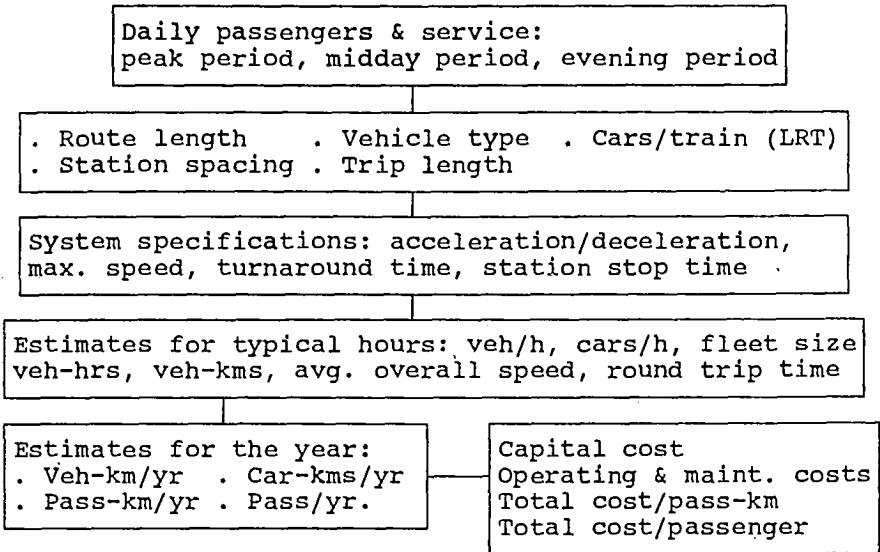 Daily passengers & service:
peak period, midday period, evening period
. Route length . Vehicle type . Cars/train (LRT)
. Station spacing . Trip length
System specifications: acceleration/deceleration,
max. speed, turnaround time, station stop time
Estimates for typical hours: veh/h, cars/h, fleet size
veh-hrs, veh-kms, avg. overall speed, round trip time
Estimates for the year:
. Veh-km/yr . Car-kms/yr
. Pass-km/yr . Pass/yr.
Capital cost
Operating & maint. costs
Total cost/pass-km
Total cost/passenger